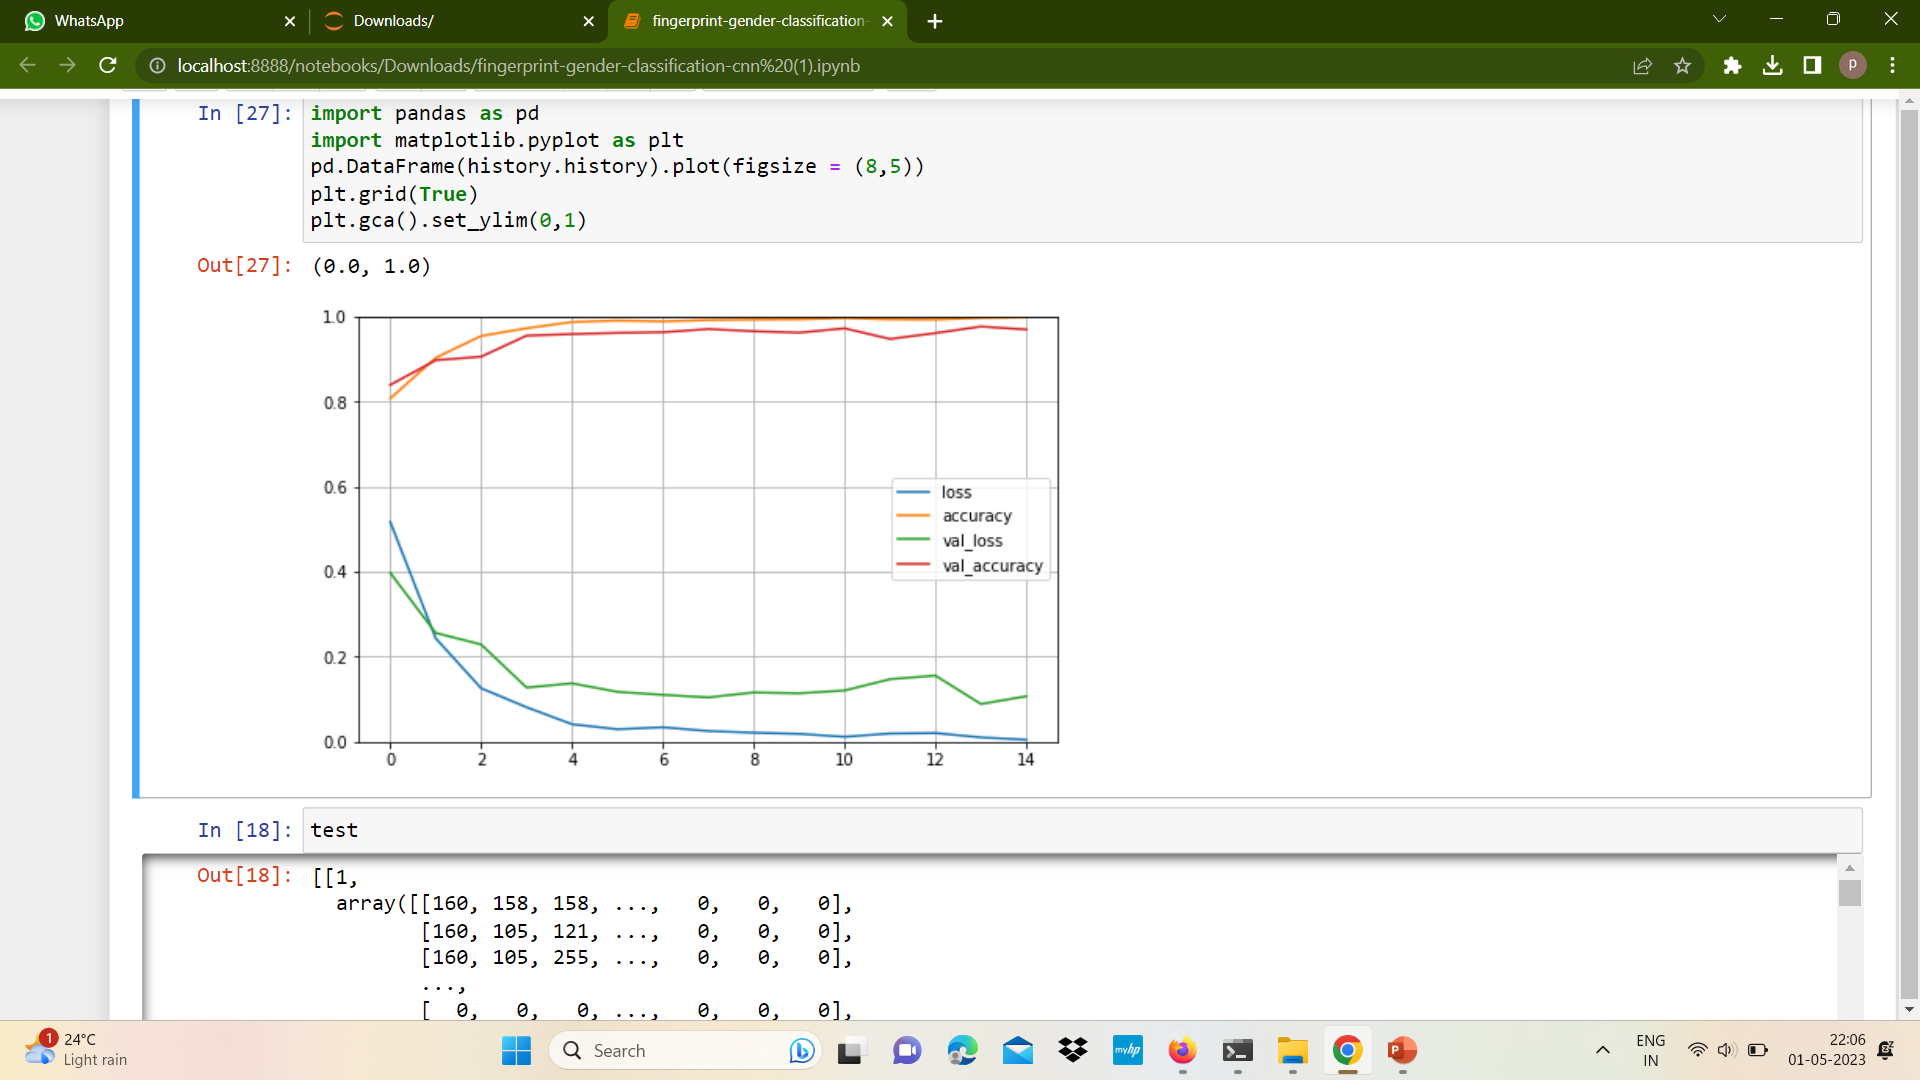 WhatsApp
Downloads/
fingerprint-gender-classification-
localhost:8888/notebooks/Downloads/fingerprint-gender-classification-cnn%20(1).ipynb
P
In [27]: import pandas as pd
import matplotlib.pyplot as plt
pd.DataFrame(history.history).plot(figsize = (8,5))
plt.grid(True)
plt.gca().set_ylim(0,1)
Out[27]: (0.0, 1.0)
1.0
0.8
0.6
0.4
0.2
0.0
loss
accuracy
val_loss
val_accuracy
0 2 4 6 8 10 12 14
In [18]: test
Out[18]: [[1,
array([[160, 158, 158, ..., 0, 0, 0],
[160, 105, 121, ..., 0, 0, 0],
[160, 105, 255, ..., 0, 0, 0],
...,
[ 0, 0, 0, ..., 0, 0, 0],
1
24°C
Light rain
Search
myhp
P
ENG
IN
22:06
01-05-2023